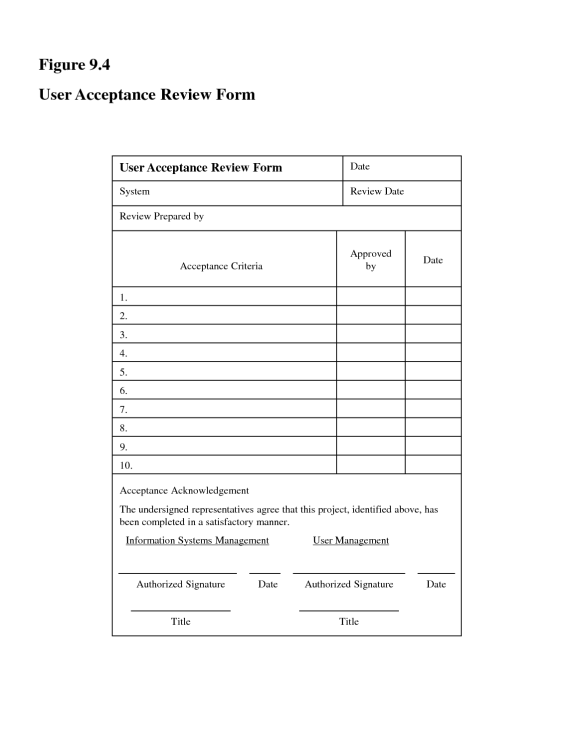 Figure 9.4
User Acceptance Review Form
User Acceptance Review Form Date
System Review Date
Review Prepared by
Acceptance Criteria Approved by Date
1.
2.
3.
4.
5.
6.
7.
8.
9.
10.
Acceptance Acknowledgement
The undersigned representatives agree that this project, identified above, has
been completed in a satisfactory manner.
Information Systems Management User Management
Authorized Signature Date Authorized Signature Date
Title Title